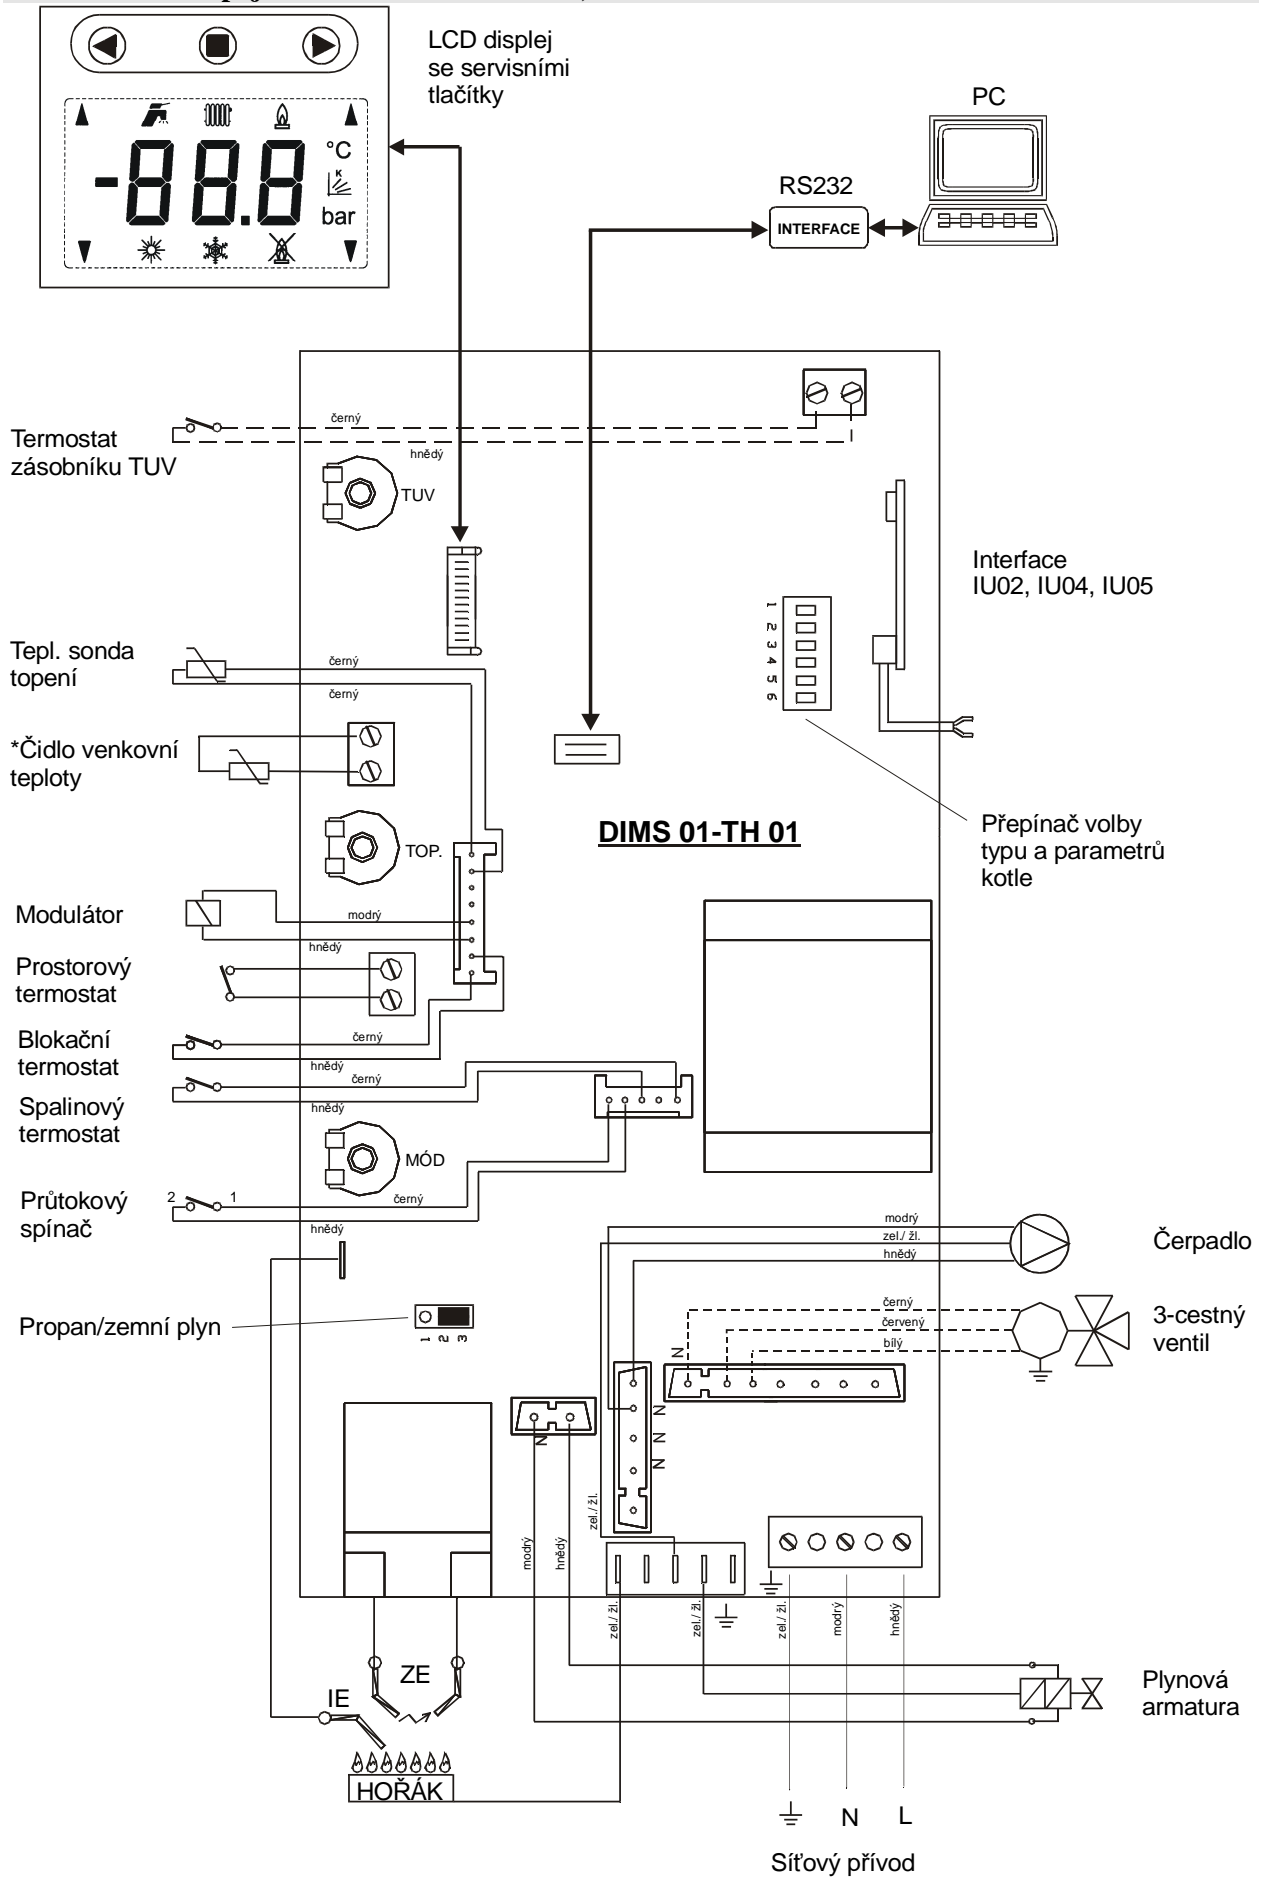 LCD displej
se servisními
tlačítky
-88.8
°C
K
bar
PC
RS232
INTERFACE
Termostat
zásobníku TUV
černý
hnědý
TUV
Interface
IU02, IU04, IU05
1
2
3
4
5
6
Tepl. sonda
topení
černý
černý
*Čidlo venkovní
teploty
TOP.
DIMS 01-TH 01
Přepínač volby
typu a parametrů
kotle
Modulátor
modrý
hnědý
Prostorový
termostat
Blokační
termostat
černý
hnědý
Spalinový
termostat
černý
hnědý
MÓD
Průtokový
spínač
2
1
černý
hnědý
modrý
zel./ žl.
hnědý
Čerpadlo
černý
červený
bílý
3-cestný
ventil
Propan/zemní plyn
1
2
3
N
N
N
N
N
zel./ žl.
modrý
hnědý
zel./ žl.
zel./ žl.
zel./ žl.
modrý
hnědý
ZE
IE
HOŘÁK
Plynová
armatura
N
L
Síťový přívod